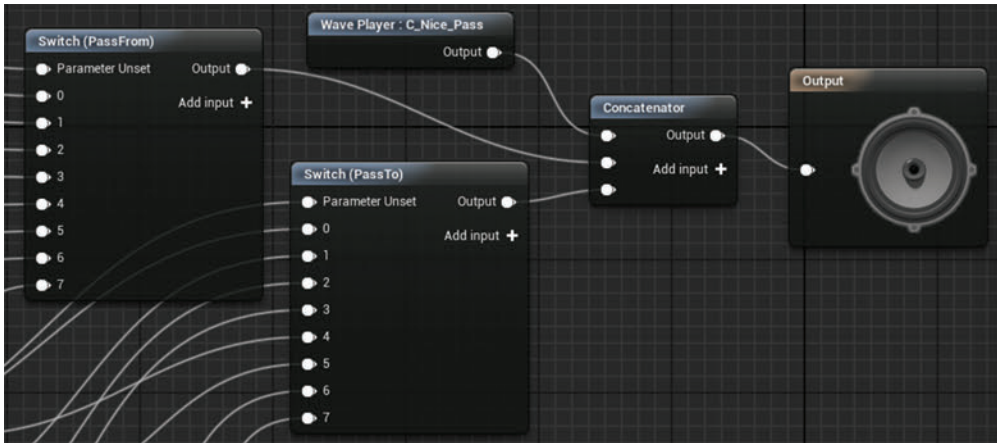 Switch (PassFrom)
Parameter Unset
Output
0
Add input +
1
2
3
4
5
6
7
Wave Player : C_Nice_Pass
Output
Switch (PassTo)
Parameter Unset
Output
0
Add input +
1
2
3
4
5
6
7
Concatenator
Output
Add input +
Output